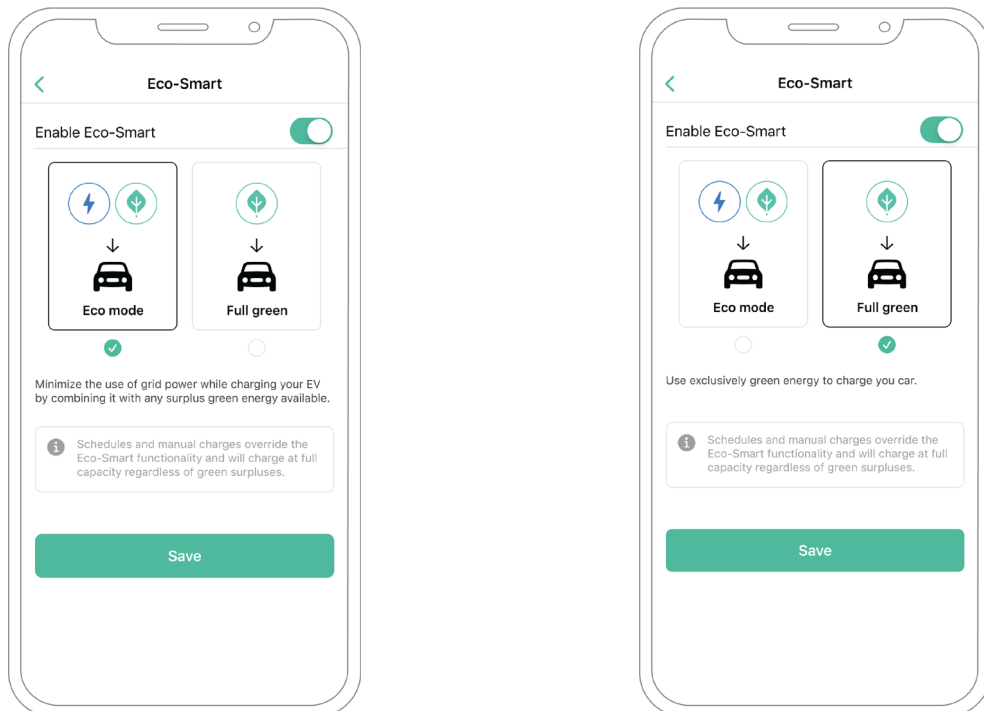 Eco-Smart
Enable Eco-Smart
Eco mode
Full green
Minimize the use of grid power while charging your EV
by combining it with any surplus green energy available.
Schedules and manual charges override the
Eco-Smart functionality and will charge at full
capacity regardless of green surpluses.
Save
Eco-Smart
Enable Eco-Smart
Eco mode
Full green
Use exclusively green energy to charge you car.
Schedules and manual charges override the
Eco-Smart functionality and will charge at full
capacity regardless of green surpluses.
Save